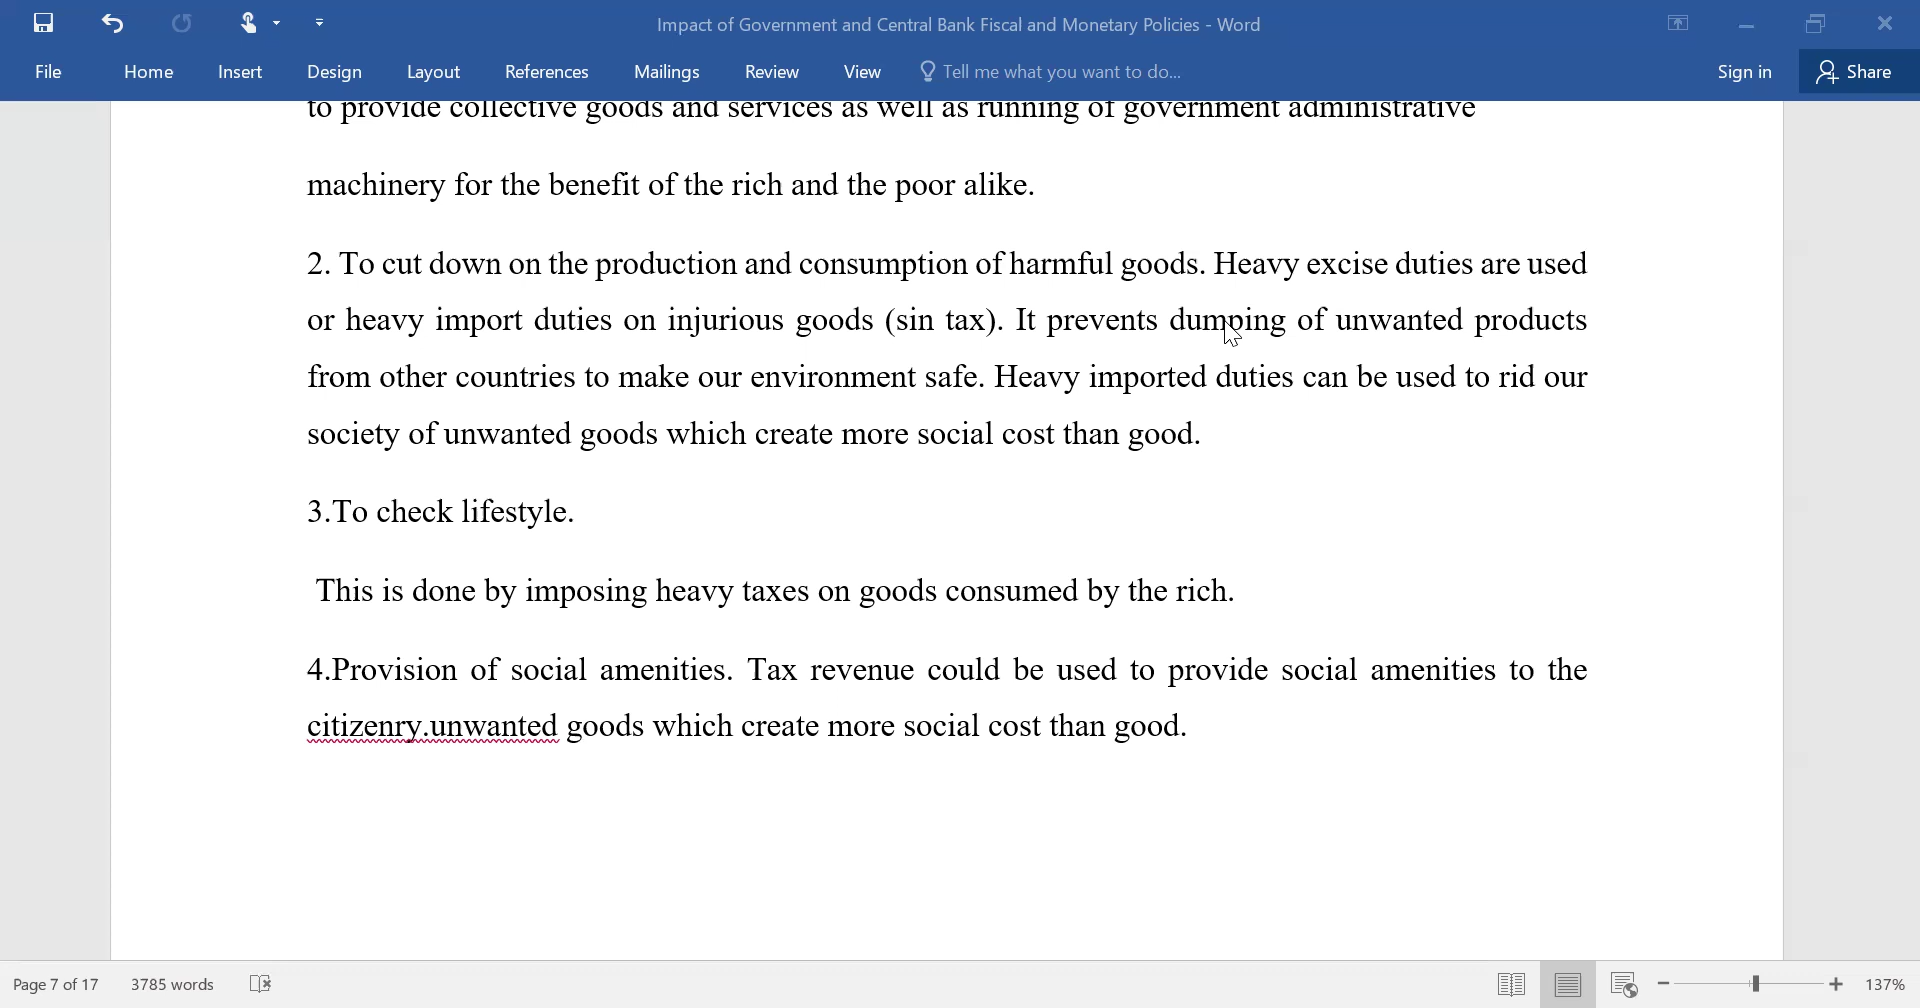 Impact of Government and Central Bank Fiscal and Monetary Policies - Word
File Home Insert Design Layout References Mailings Review View Tell me what you want to do... Sign in Share
to provide collective goods and services as well as running of government administrative
machinery for the benefit of the rich and the poor alike.
2. To cut down on the production and consumption of harmful goods. Heavy excise duties are used
or heavy import duties on injurious goods (sin tax). It prevents dumping of unwanted products
from other countries to make our environment safe. Heavy imported duties can be used to rid our
society of unwanted goods which create more social cost than good.
3.To check lifestyle.
This is done by imposing heavy taxes on goods consumed by the rich.
4.Provision of social amenities. Tax revenue could be used to provide social amenities to the
citizenry.unwanted goods which create more social cost than good.
Page 7 of 17 3785 words 137%